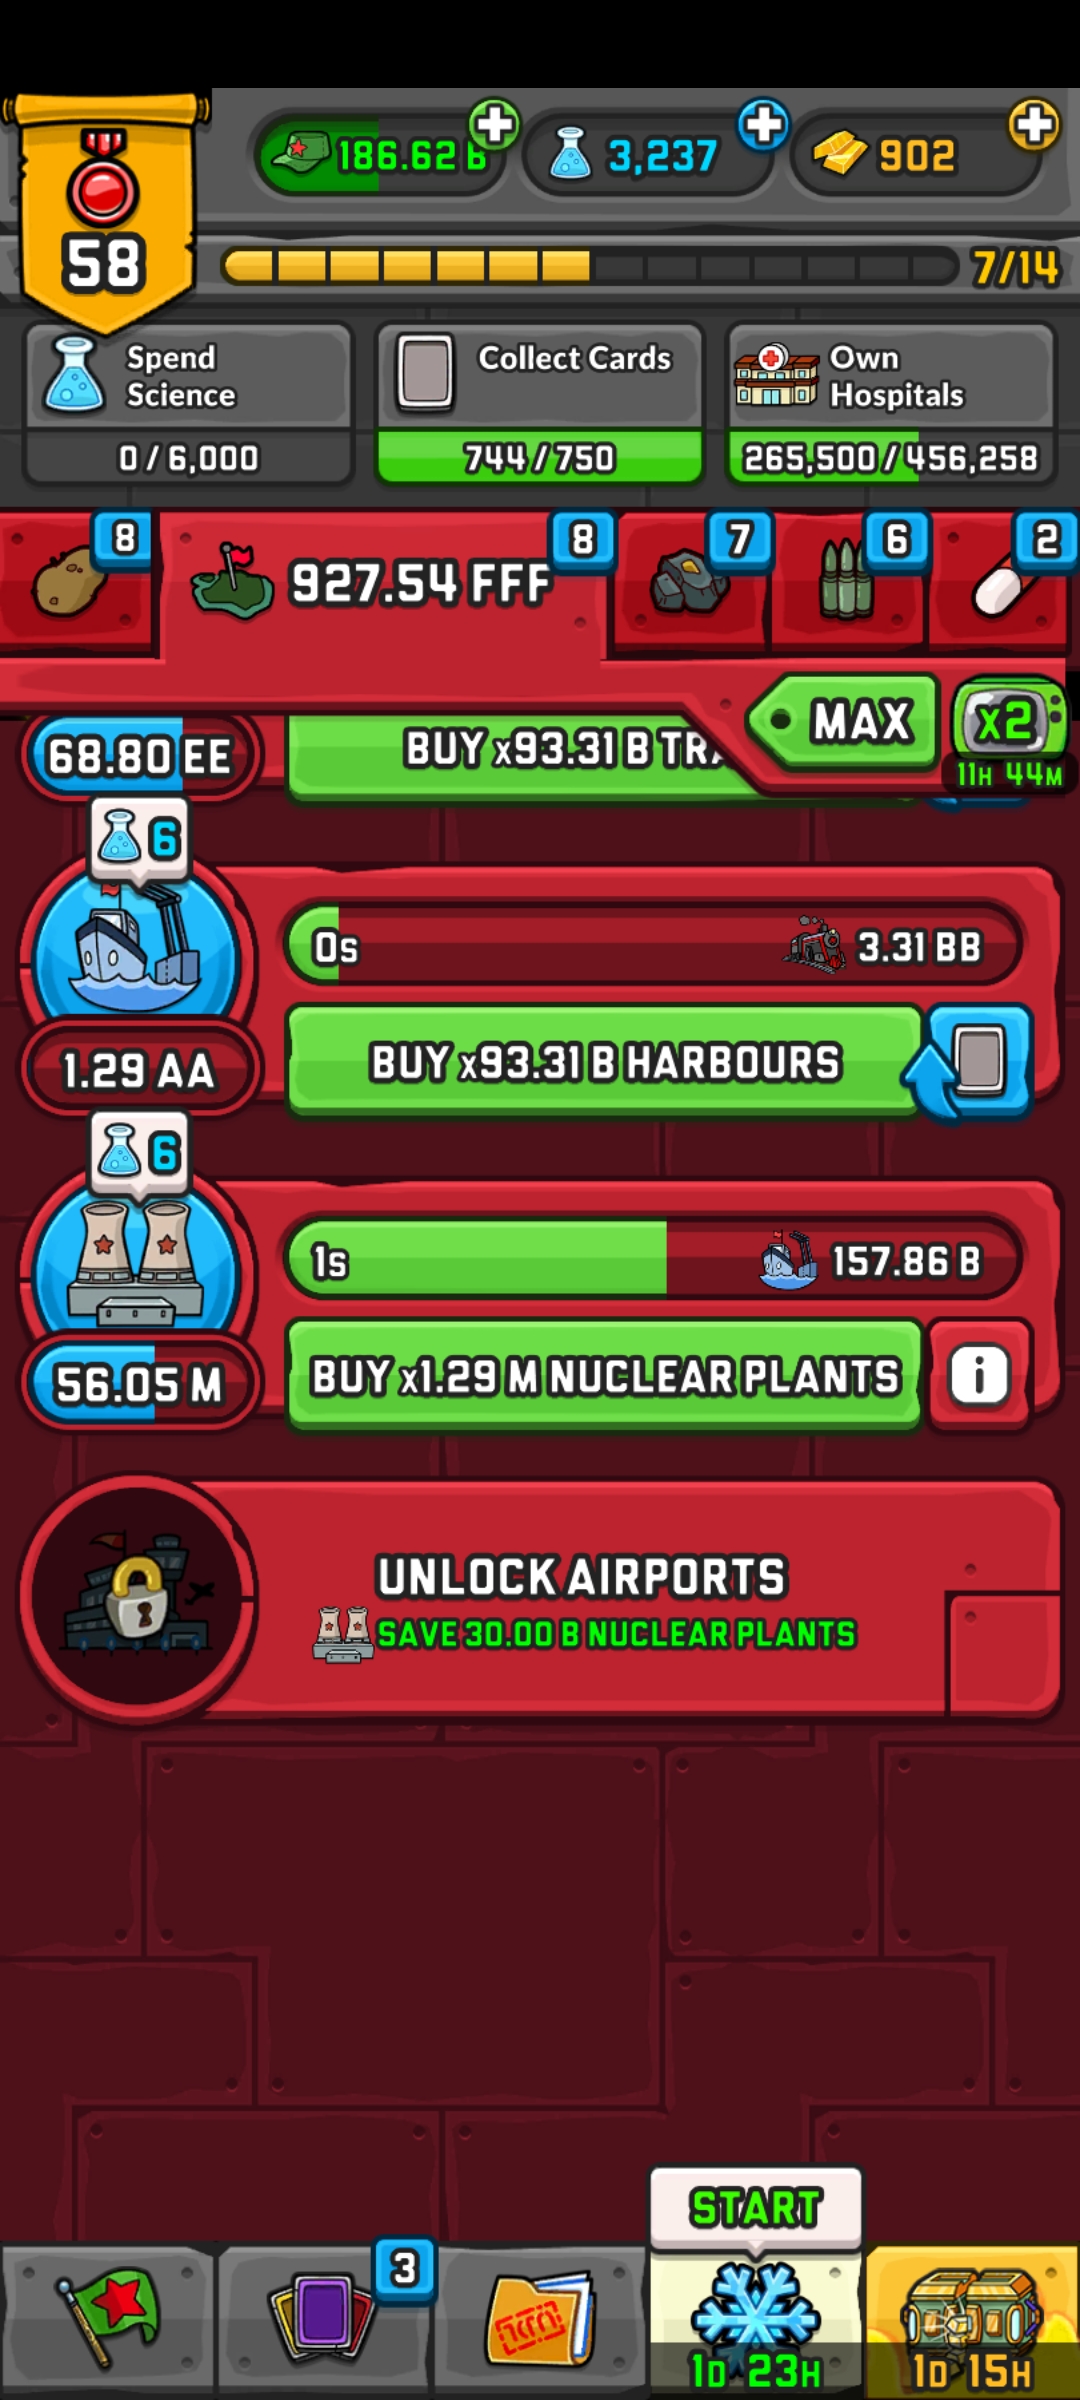 186.62 B
3,237
902
58
7/14
Spend
Science
0 / 6,000
Collect Cards
744 / 750
Own
Hospitals
265,500 / 456,258
8
927.54 FFF
8
7
6
2
MAX
x2
11H 44M
68.80 EE
BUY x93.31 B
6
0s
3.31 BB
1.29 AA
BUY x93.31 B HARBOURS
6
1s
157.86 B
56.05 M
BUY x1.29 M NUCLEAR PLANTS
i
UNLOCK AIRPORTS
SAVE 30.00 B NUCLEAR PLANTS
START
3
1D 23H
1D 15H